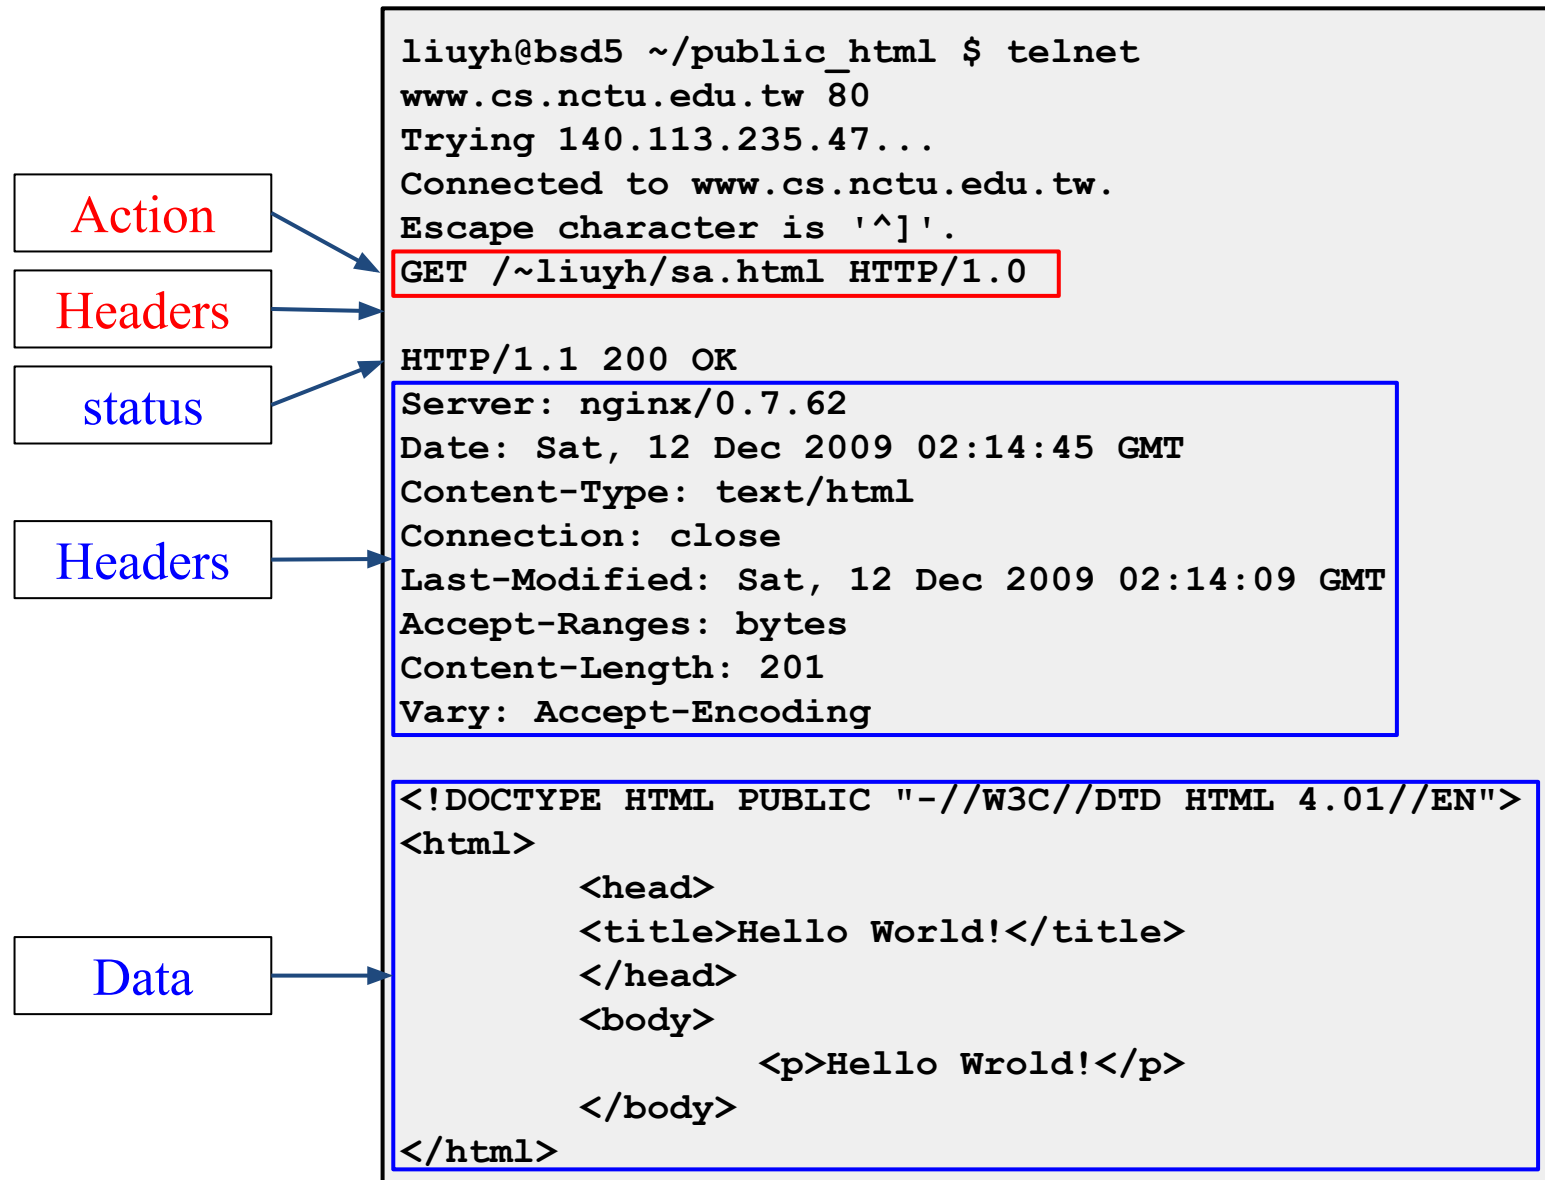 liuyh@bsd5 ~/public_html $ telnet
www.cs.nctu.edu.tw 80
Trying 140.113.235.47...
Connected to www.cs.nctu.edu.tw.
Escape character is '^]'.
Action
GET /~liuyh/sa.html HTTP/1.0
Headers
status
HTTP/1.1 200 OK
Headers
Server: nginx/0.7.62
Date: Sat, 12 Dec 2009 02:14:45 GMT
Content-Type: text/html
Connection: close
Last-Modified: Sat, 12 Dec 2009 02:14:09 GMT
Accept-Ranges: bytes
Content-Length: 201
Vary: Accept-Encoding
Data
<!DOCTYPE HTML PUBLIC "-//W3C//DTD HTML 4.01//EN">
<html>
<head>
<title>Hello World!</title>
</head>
<body>
<p>Hello Wrold!</p>
</body>
</html>